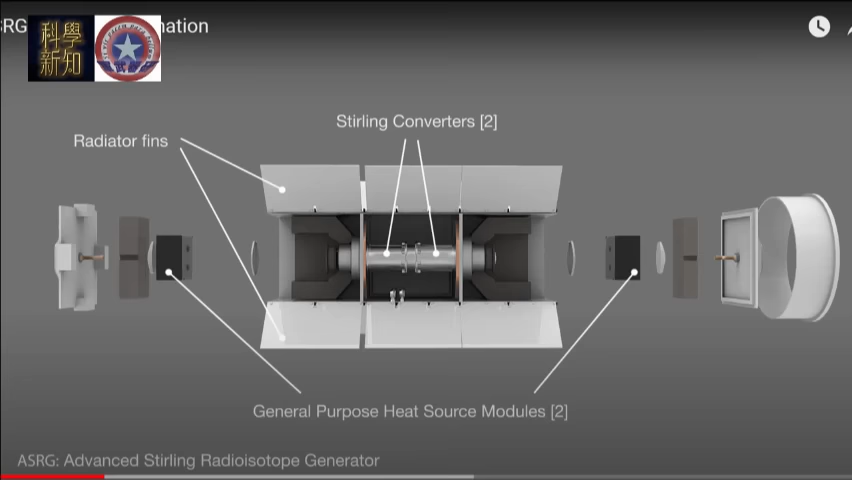 SRG
科學
新知
nation
Stirling Converters [2]
Radiator fins
General Purpose Heat Source Modules [2]
ASRG: Advanced Stirling Radioisotope Generator